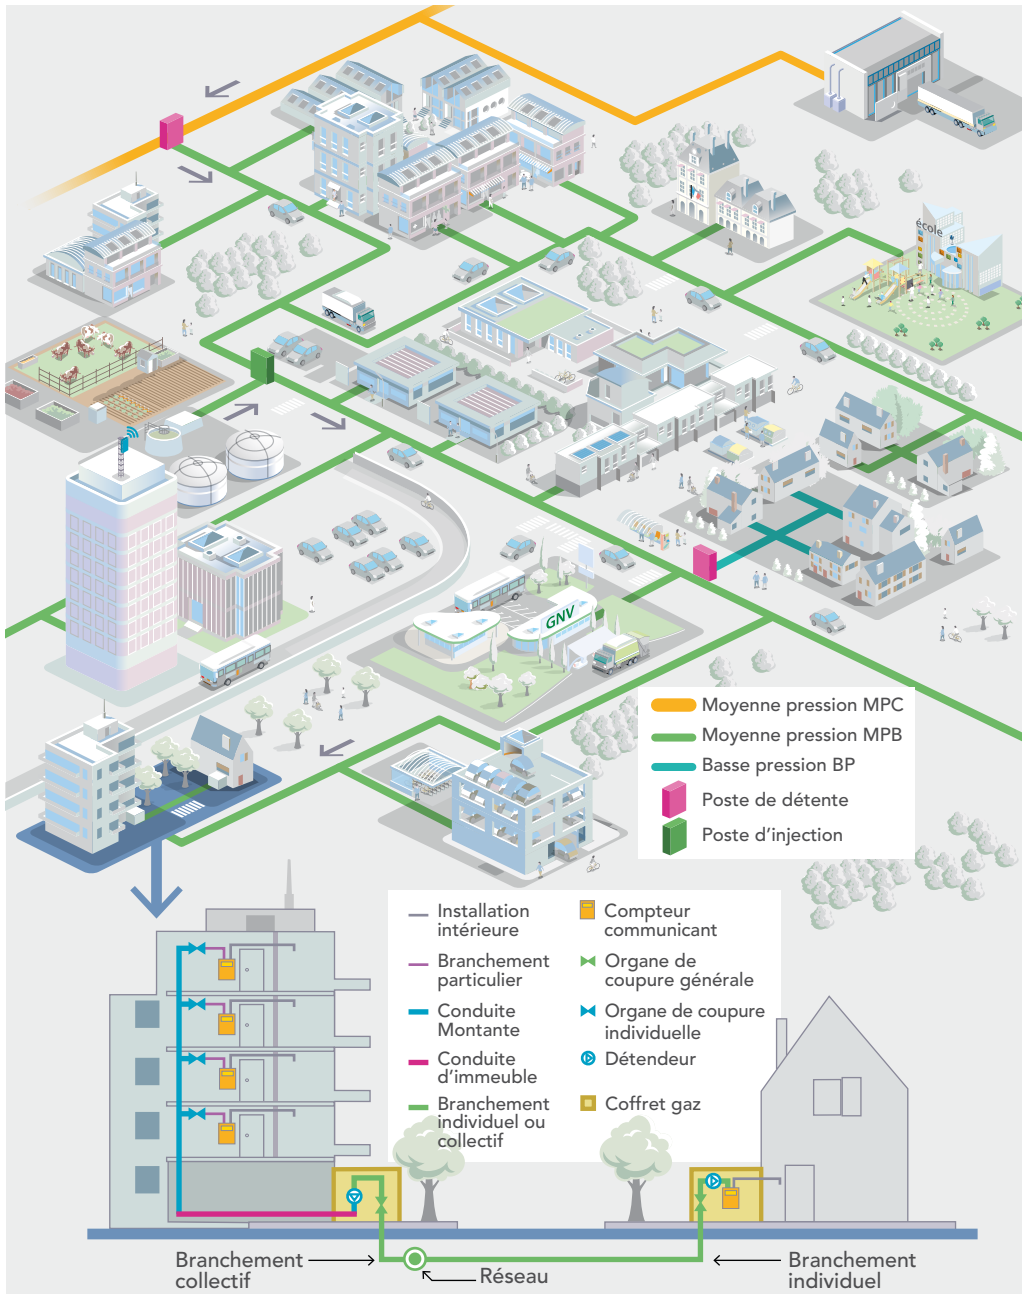 école
GNV
Moyenne pression MPC
Moyenne pression MPB
Basse pression BP
Poste de détente
Poste d'injection
Installation
intérieure
Branchement
particulier
Conduite
Montante
Conduite
d'immeuble
Branchement
individuel ou
collectif
Compteur
communicant
Organe de
coupure générale
Organe de coupure
individuelle
Détendeur
Coffret gaz
Branchement
collectif
Réseau
Branchement
individuel